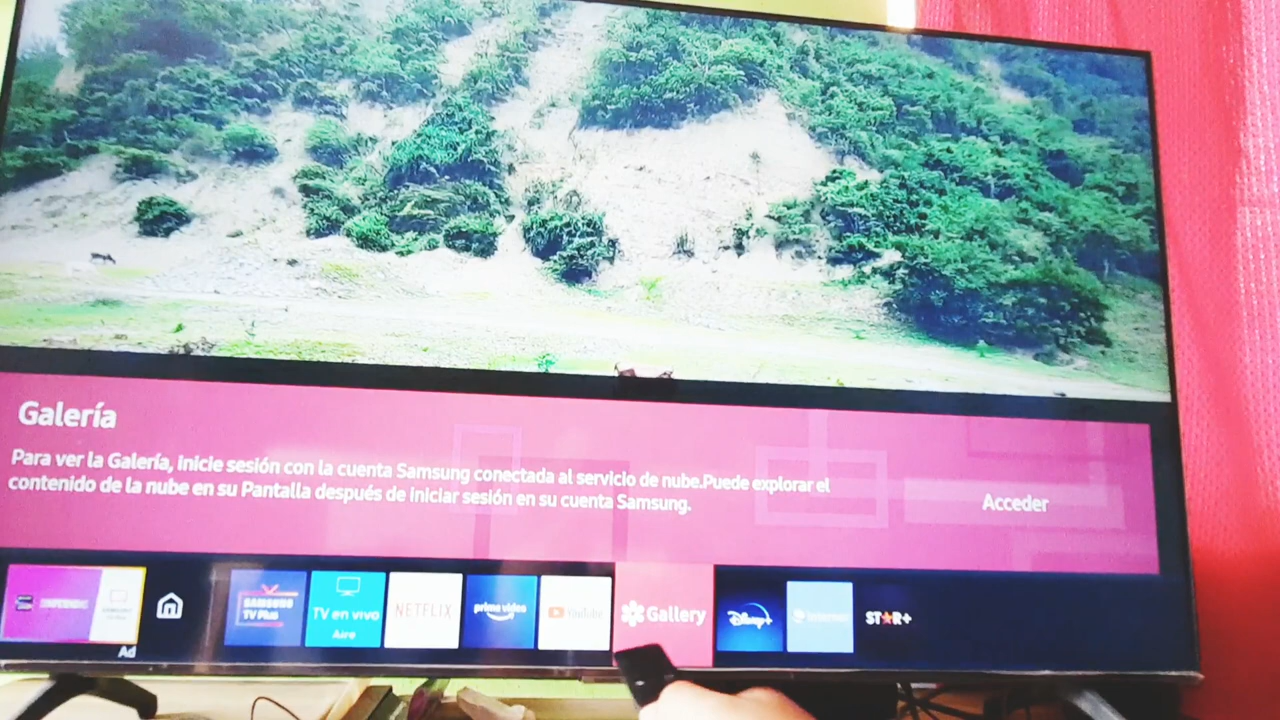 Galería
Para ver la Galería, inicie sesión con la cuenta Samsung conectada al servicio de nube.Puede explorar el
contenido de la nube en su Pantalla después de iniciar sesión en su cuenta Samsung.
Acceder
SAMSUNG
TV Plus
TV en vivo
Aire
NETFLIX
prime video
YouTube
Gallery
Disney+
STAR+
Ad